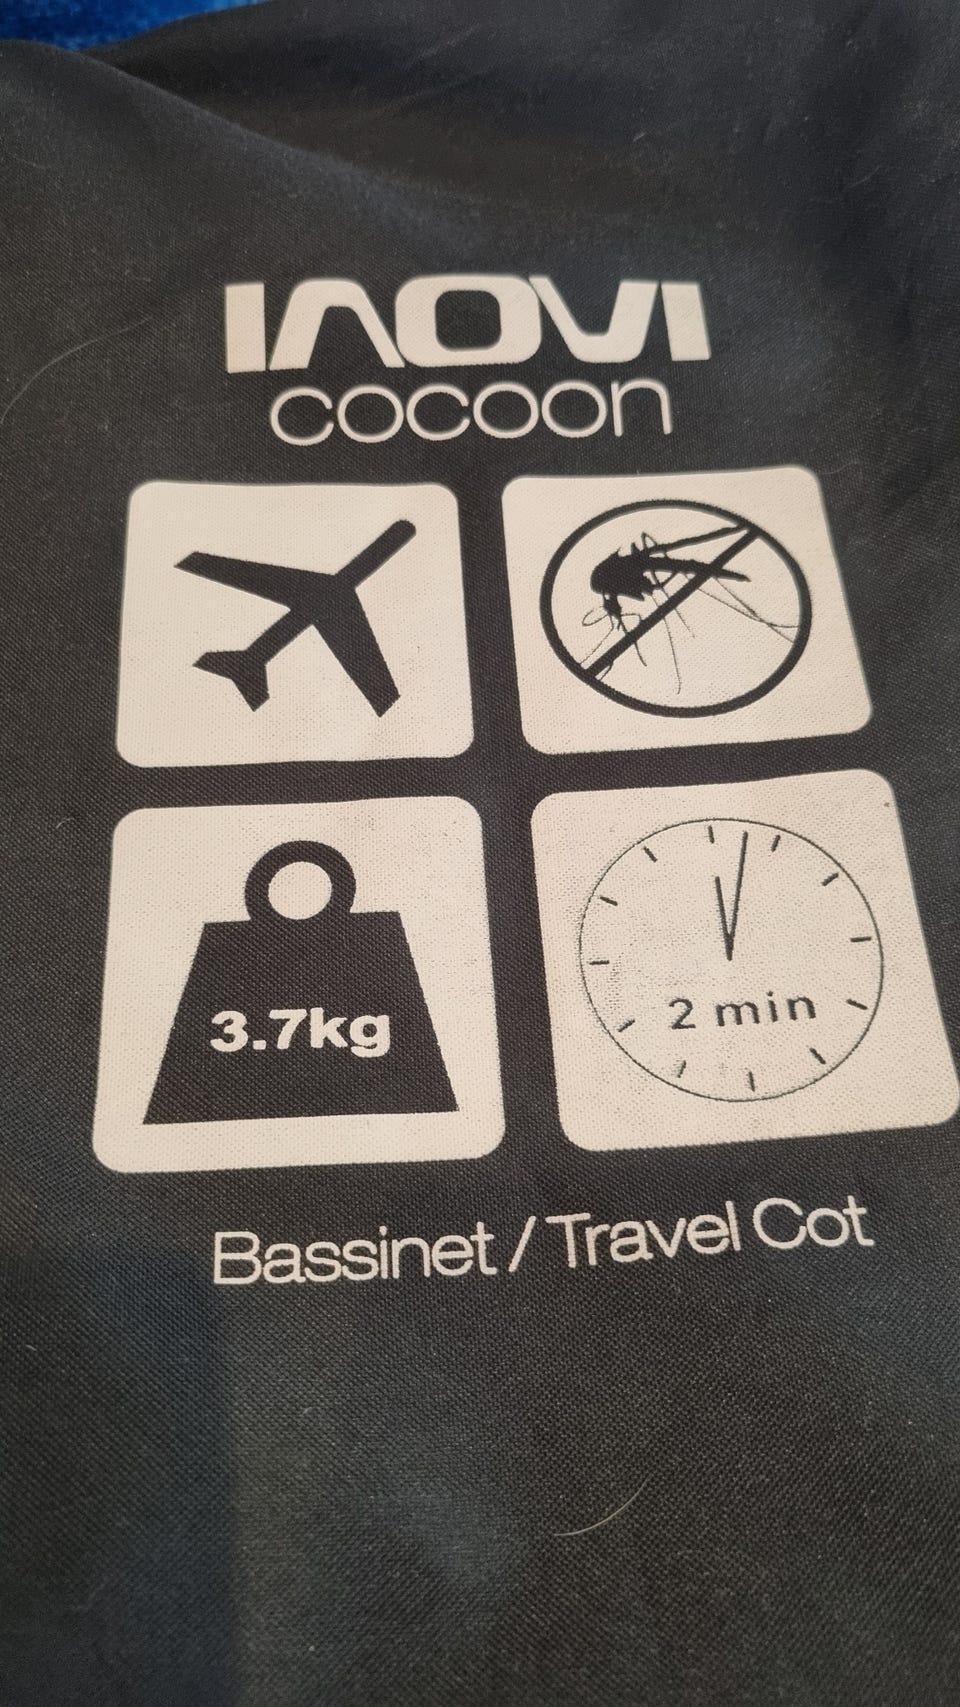 IAOVI
cocoon
3.7kg
2 min
Bassinet / Travel Cot